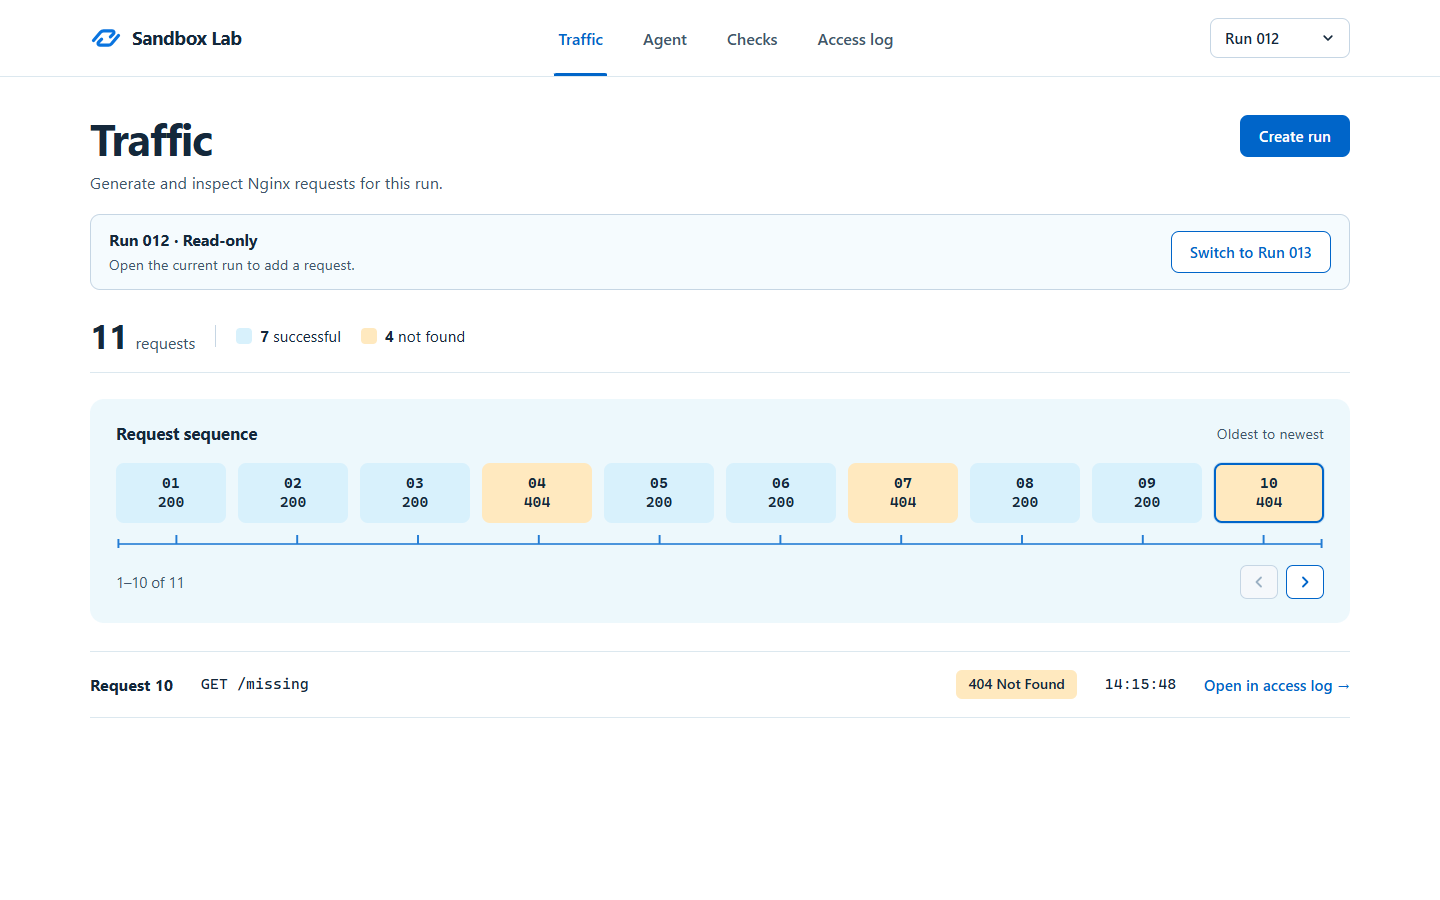 Sandbox Lab
Traffic
Agent
Checks
Access log
Run 012
Traffic
Create run
Generate and inspect Nginx requests for this run.
Run 012 · Read-only
Open the current run to add a request.
Switch to Run 013
11 requests
7 successful
4 not found
Request sequence
Oldest to newest
01
200
02
200
03
200
04
404
05
200
06
200
07
404
08
200
09
200
10
404
1–10 of 11
Request 10
GET /missing
404 Not Found
14:15:48
Open in access log →